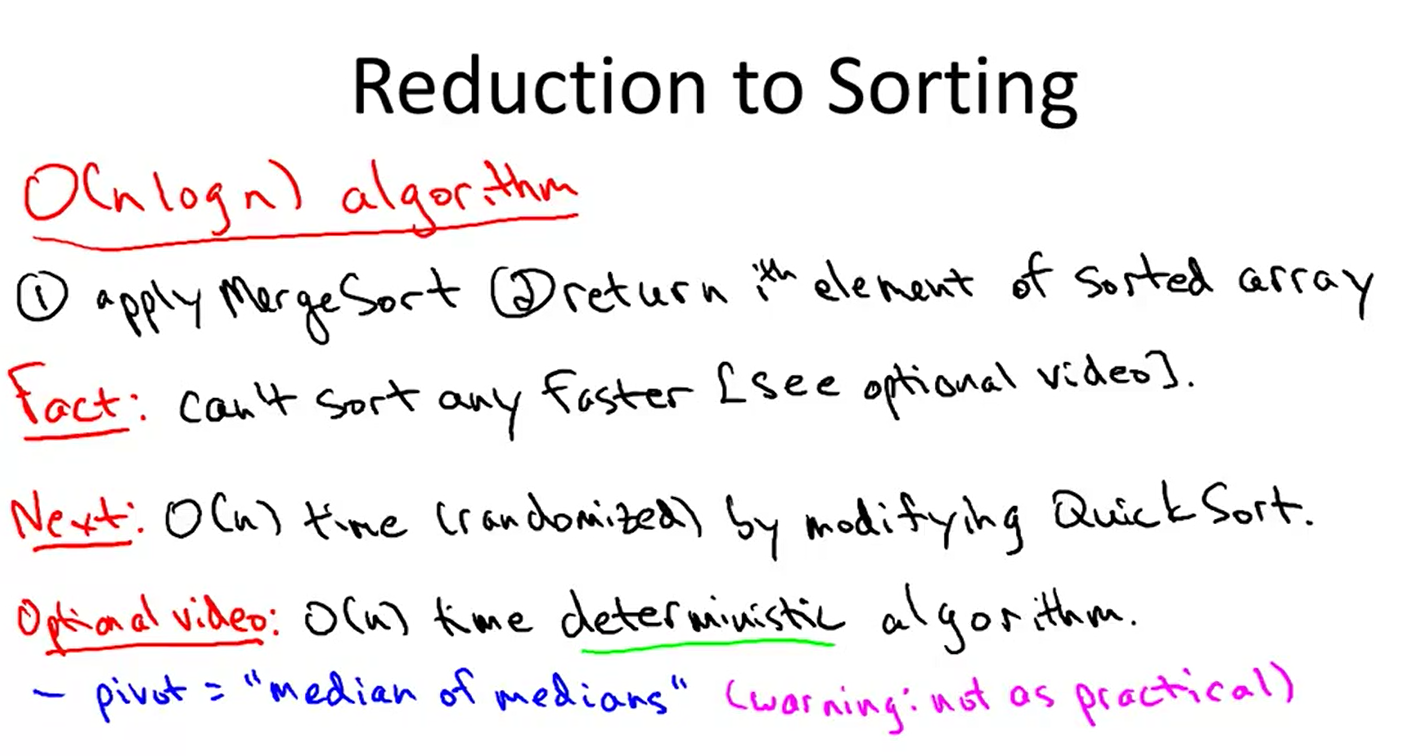 Reduction to Sorting
O(n log n) algorithm
① apply MergeSort ② return ith element of sorted array
Fact: can't sort any faster [see optional video].
Next: O(n) time (randomized) by modifying QuickSort.
Optional video: O(n) time deterministic algorithm.
- pivot = "median of medians" (warning: not as practical)